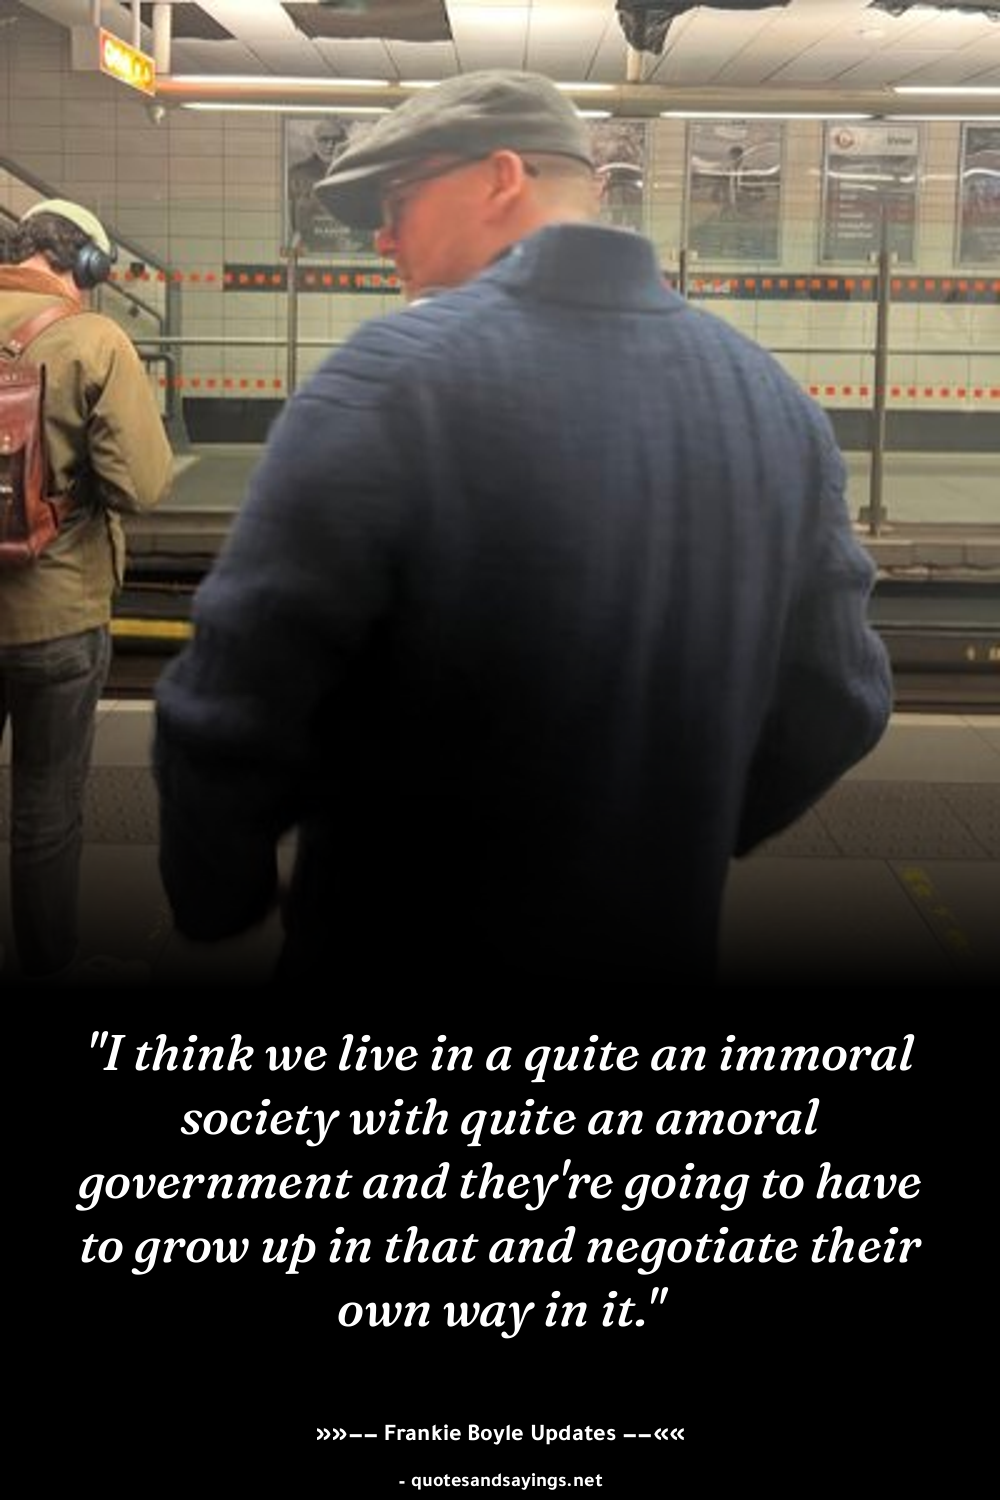 "I think we live in a quite an immoral
society with quite an amoral
government and they're going to have
to grow up in that and negotiate their
own way in it."
»»–– Frankie Boyle Updates ––««
- quotesandsayings.net